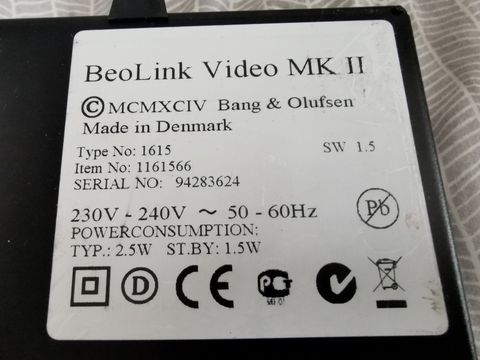 BeoLink Video MK II
© MCMXCIV Bang & Olufsen
Made in Denmark
Type No: 1615 SW 1.5
Item No: 1161566
SERIAL NO: 94283624
230V - 240V ~ 50 - 60Hz
Pb
POWERCONSUMPTION:
TYP.: 2.5W ST.BY: 1.5W
D CE